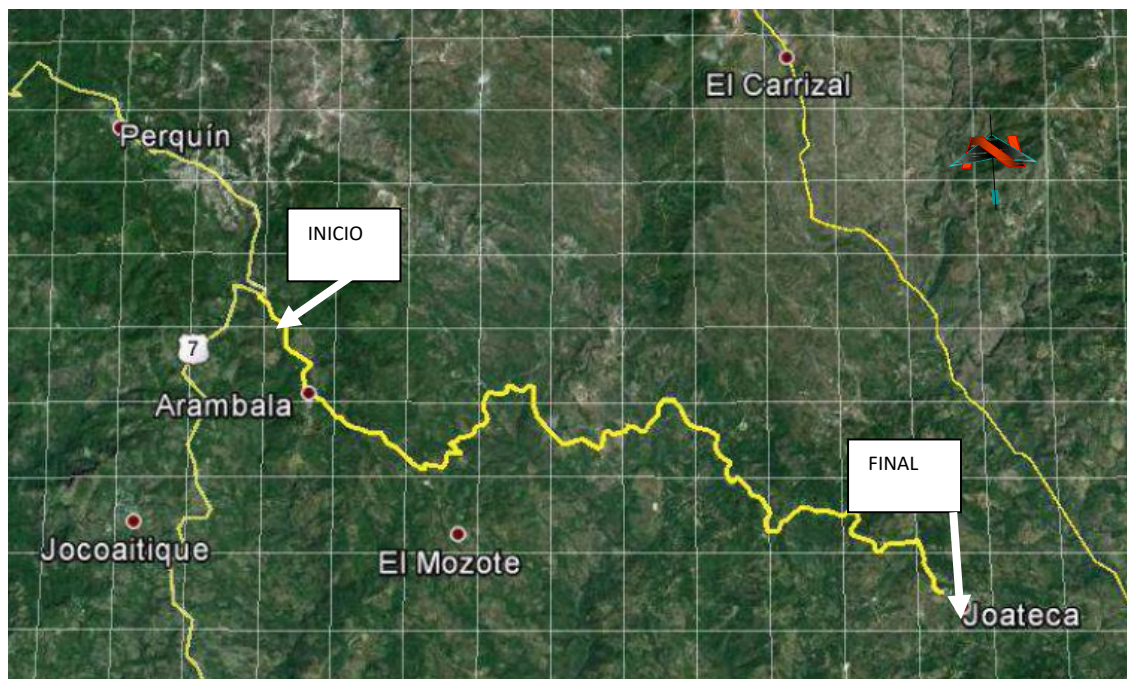 El Carrizal
Perquín
INICIO
7
Arambala
FINAL
Jocoaitique
El Mozote
Joateca